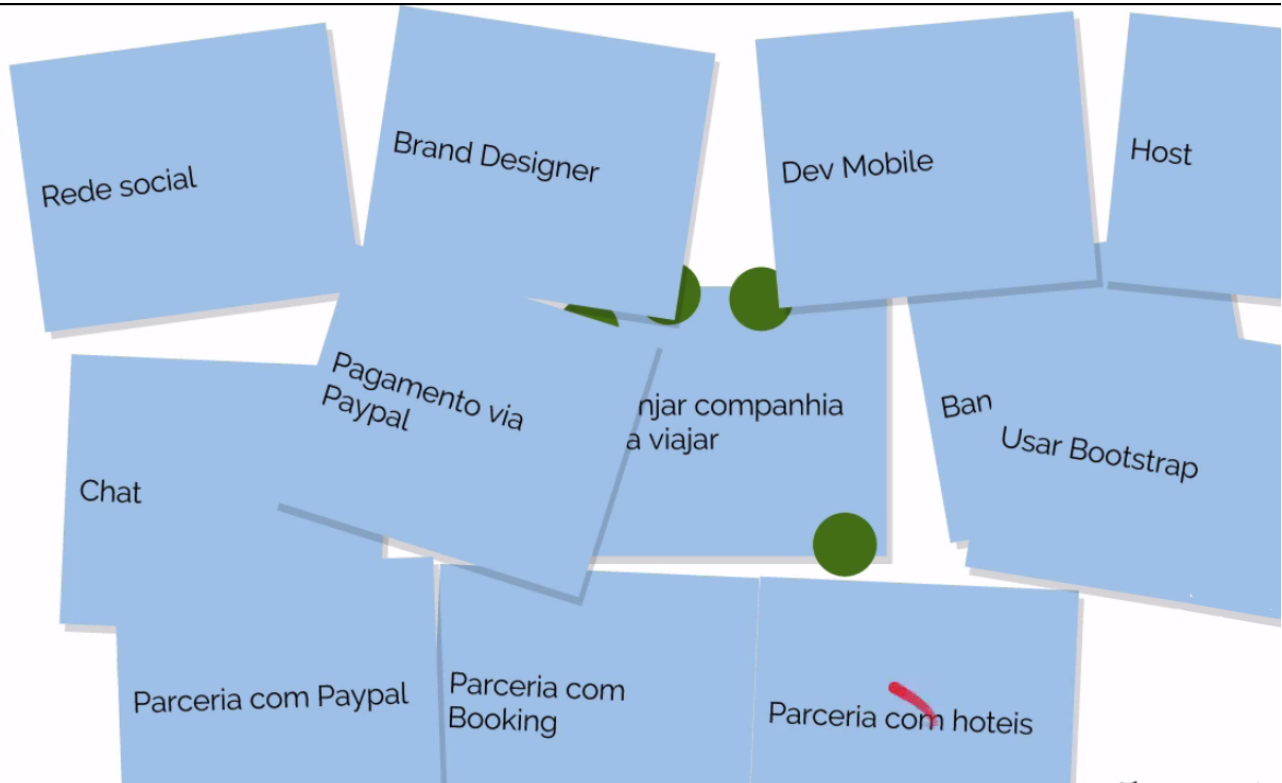 Rede social
Brand Designer
Dev Mobile
Host
Pagamento via
Paypal
njar companhia
a viajar
Ban
Usar Bootstrap
Chat
Parceria com Paypal
Parceria com
Booking
Parceria com hoteis